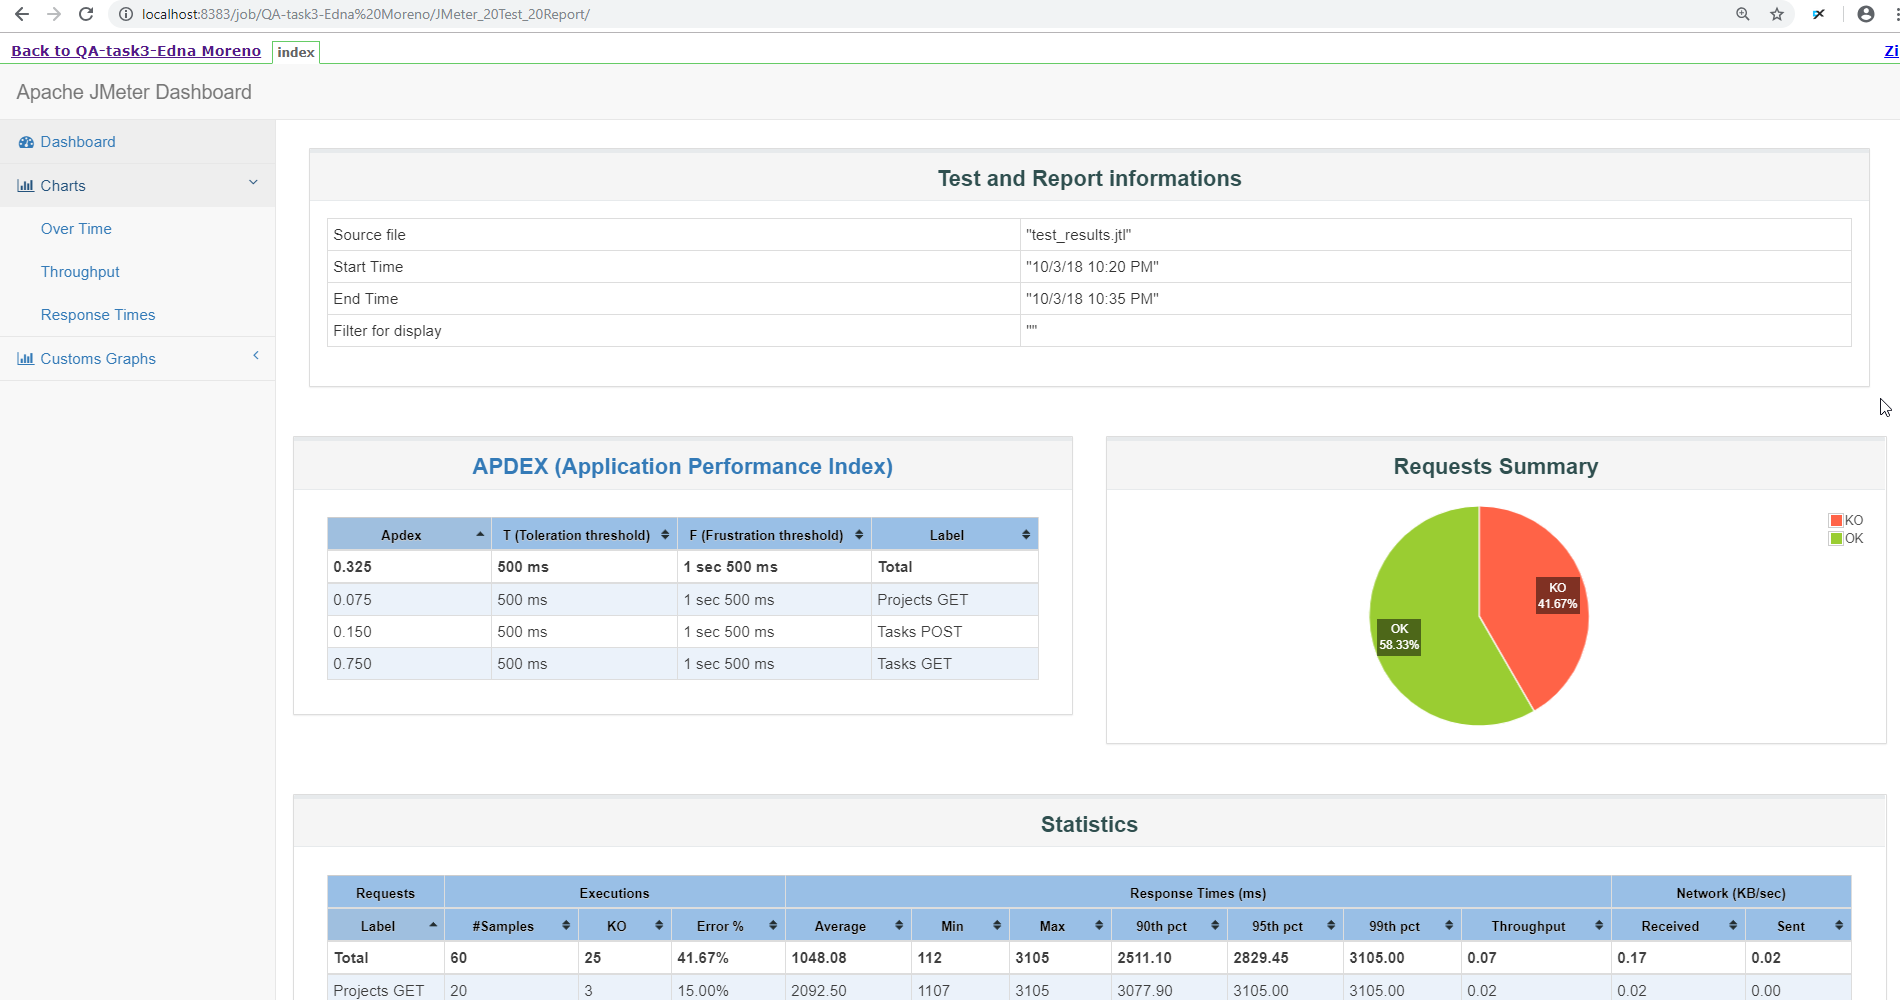 localhost:8383/job/QA-task3-Edna%20Moreno/JMeter_20Test_20Report/
Back to QA-task3-Edna Moreno index Zi
Apache JMeter Dashboard
Dashboard
Charts
Over Time
Throughput
Response Times
Customs Graphs
Test and Report informations
Source file "test_results.jtl"
Start Time "10/3/18 10:20 PM"
End Time "10/3/18 10:35 PM"
Filter for display ""
APDEX (Application Performance Index)
Apdex T (Toleration threshold) F (Frustration threshold) Label
0.325 500 ms 1 sec 500 ms Total
0.075 500 ms 1 sec 500 ms Projects GET
0.150 500 ms 1 sec 500 ms Tasks POST
0.750 500 ms 1 sec 500 ms Tasks GET
Requests Summary
KO
OK
KO
41.67%
OK
58.33%
Statistics
Requests Executions Response Times (ms) Network (KB/sec)
Label #Samples KO Error % Average Min Max 90th pct 95th pct 99th pct Throughput Received Sent
Total 60 25 41.67% 1048.08 112 3105 2511.10 2829.45 3105.00 0.07 0.17 0.02
Projects GET 20 3 15.00% 2092.50 1107 3105 3077.90 3105.00 3105.00 0.02 0.02 0.00